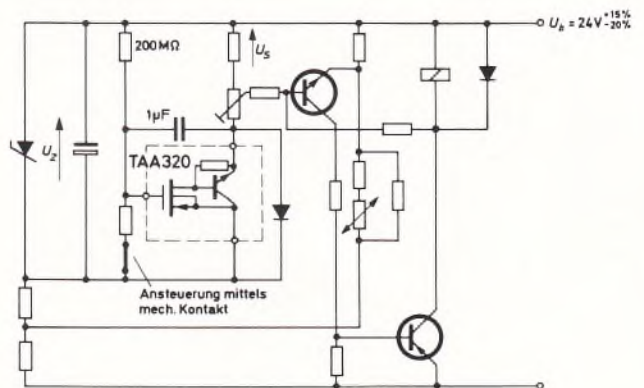 U_b = 24V +15% -20%
200MΩ
U_S
1µF
U_Z
TAA320
Ansteuerung mittels
mech. Kontakt